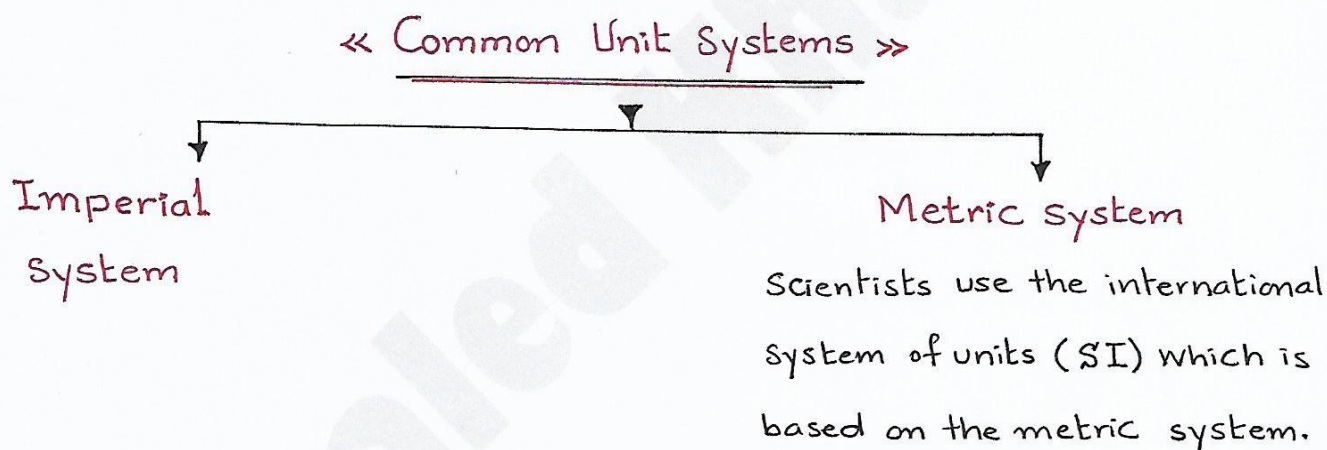 « Common Unit Systems »
Imperial
System
Metric System
Scientists use the international
System of units (SI) which is
based on the metric system.